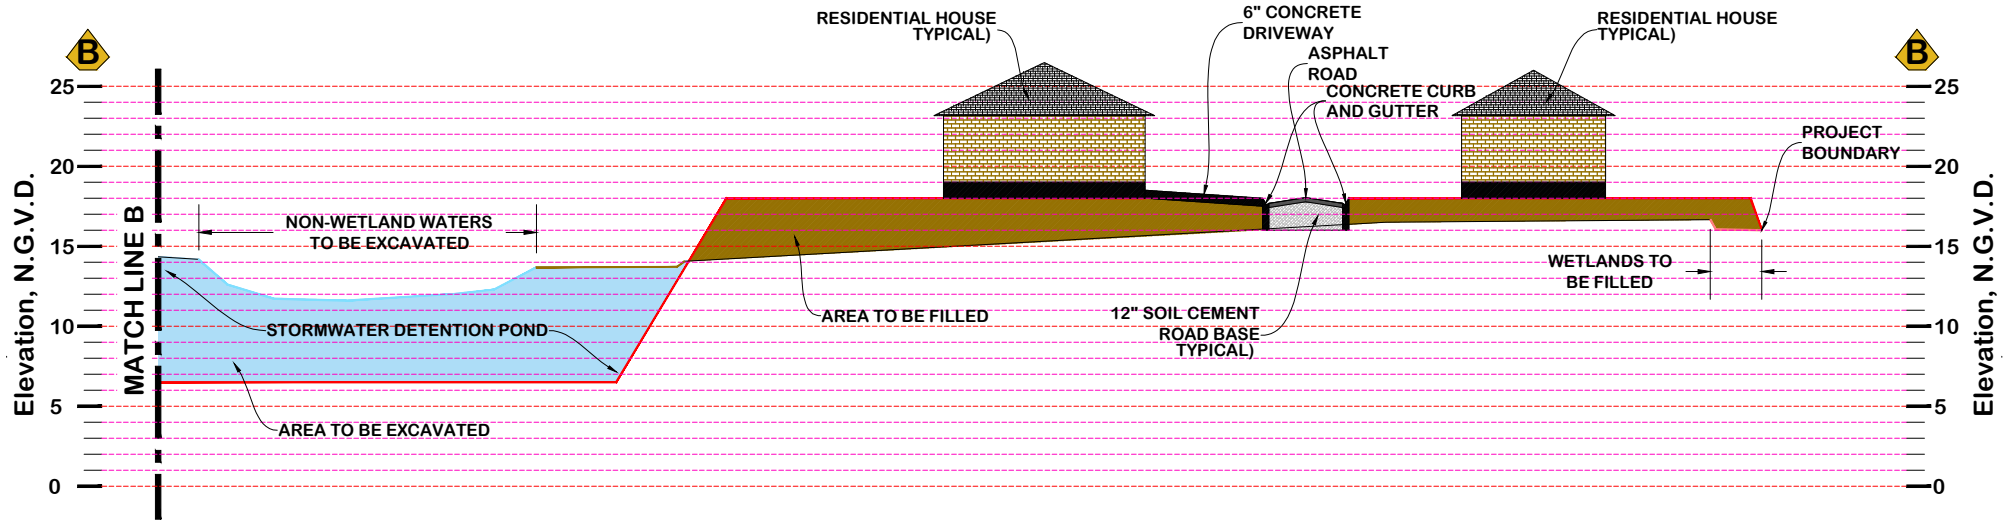 B
RESIDENTIAL HOUSE
TYPICAL)
6" CONCRETE
DRIVEWAY
ASPHALT
ROAD
CONCRETE CURB
AND GUTTER
RESIDENTIAL HOUSE
TYPICAL)
B
PROJECT
BOUNDARY
25
20
15
10
5
0
Elevation, N.G.V.D.
MATCH LINE B
NON-WETLAND WATERS
TO BE EXCAVATED
STORMWATER DETENTION POND
AREA TO BE EXCAVATED
AREA TO BE FILLED
12" SOIL CEMENT
ROAD BASE
TYPICAL)
WETLANDS TO
BE FILLED
25
20
15
10
5
0
Elevation, N.G.V.D.